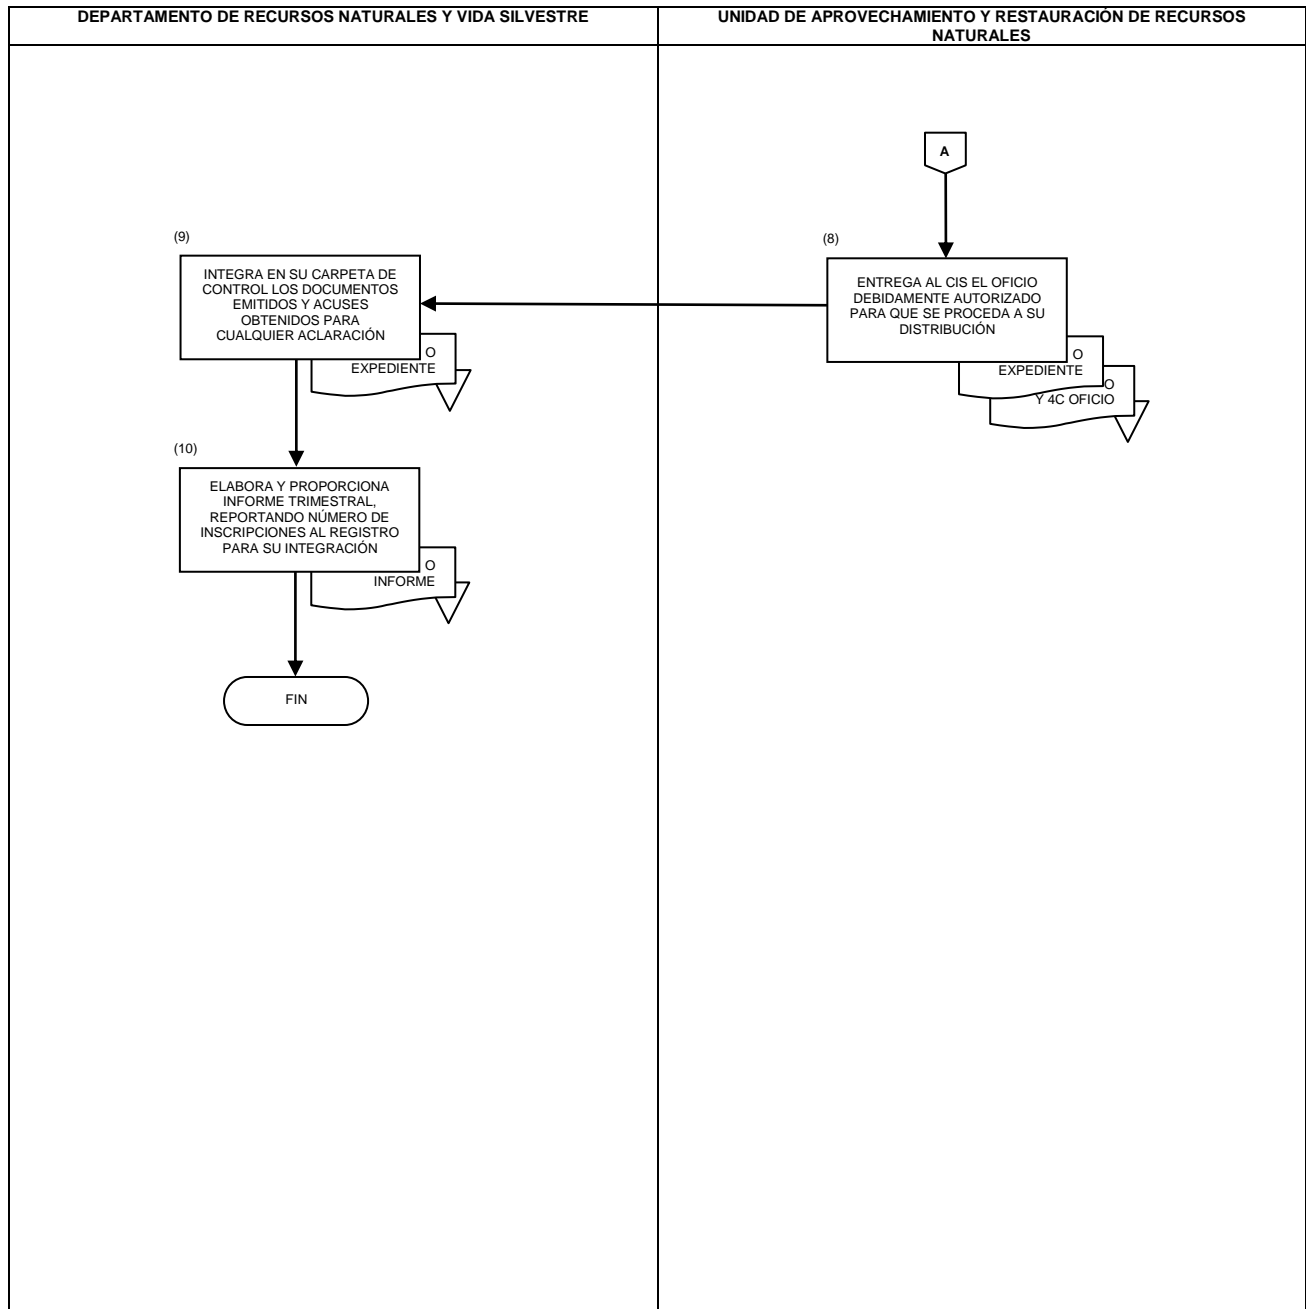 DEPARTAMENTO DE RECURSOS NATURALES Y VIDA SILVESTRE
UNIDAD DE APROVECHAMIENTO Y RESTAURACIÓN DE RECURSOS
NATURALES
A
(8)
ENTREGA AL CIS EL OFICIO
DEBIDAMENTE AUTORIZADO
PARA QUE SE PROCEDA A SU
DISTRIBUCIÓN
O
EXPEDIENTE
O
Y 4C OFICIO
(9)
INTEGRA EN SU CARPETA DE
CONTROL LOS DOCUMENTOS
EMITIDOS Y ACUSES
OBTENIDOS PARA
CUALQUIER ACLARACIÓN
O
EXPEDIENTE
(10)
ELABORA Y PROPORCIONA
INFORME TRIMESTRAL,
REPORTANDO NÚMERO DE
INSCRIPCIONES AL REGISTRO
PARA SU INTEGRACIÓN
O
INFORME
FIN